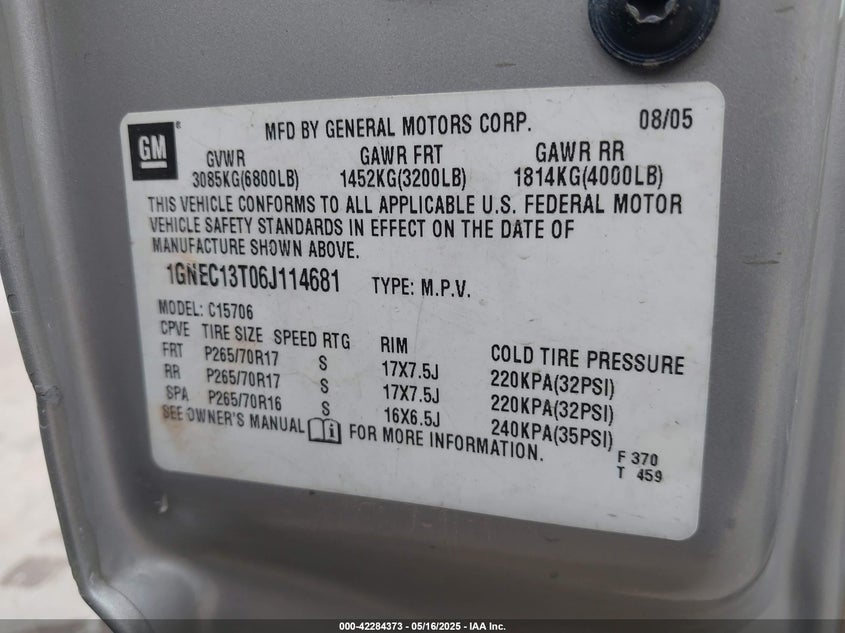 GM®
MFD BY GENERAL MOTORS CORP. 08/05
GVWR GAWR FRT GAWR RR
3085KG(6800LB) 1452KG(3200LB) 1814KG(4000LB)
THIS VEHICLE CONFORMS TO ALL APPLICABLE U.S. FEDERAL MOTOR
VEHICLE SAFETY STANDARDS IN EFFECT ON THE DATE OF
MANUFACTURE SHOWN ABOVE.
1GNEC13T06J114681 TYPE: M.P.V.
MODEL: C15706
CPVE TIRE SIZE SPEED RTG RIM COLD TIRE PRESSURE
FRT P265/70R17 S 17X7.5J 220KPA(32PSI)
RR P265/70R17 S 17X7.5J 220KPA(32PSI)
SPA P265/70R16 S 16X6.5J 240KPA(35PSI)
SEE OWNER'S MANUAL FOR MORE INFORMATION.
F 370
T 459
000-42284373 - 05/16/2025 - IAA Inc.